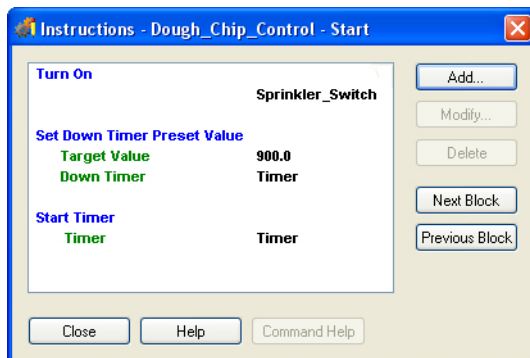 Instructions - Dough_Chip_Control - Start
Turn On
Sprinkler_Switch
Set Down Timer Preset Value
Target Value 900.0
Down Timer Timer
Start Timer
Timer Timer
Add...
Modify...
Delete
Next Block
Previous Block
Close Help Command Help